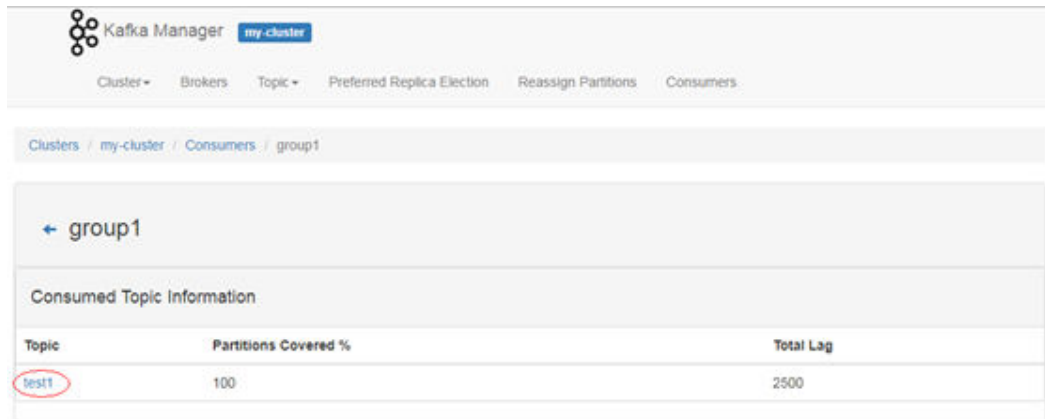 Kafka Manager my-cluster
Cluster Brokers Topic Preferred Replica Election Reassign Partitions Consumers
Clusters / my-cluster / Consumers / group1
← group1
Consumed Topic Information
Topic Partitions Covered % Total Lag
test1 100 2500